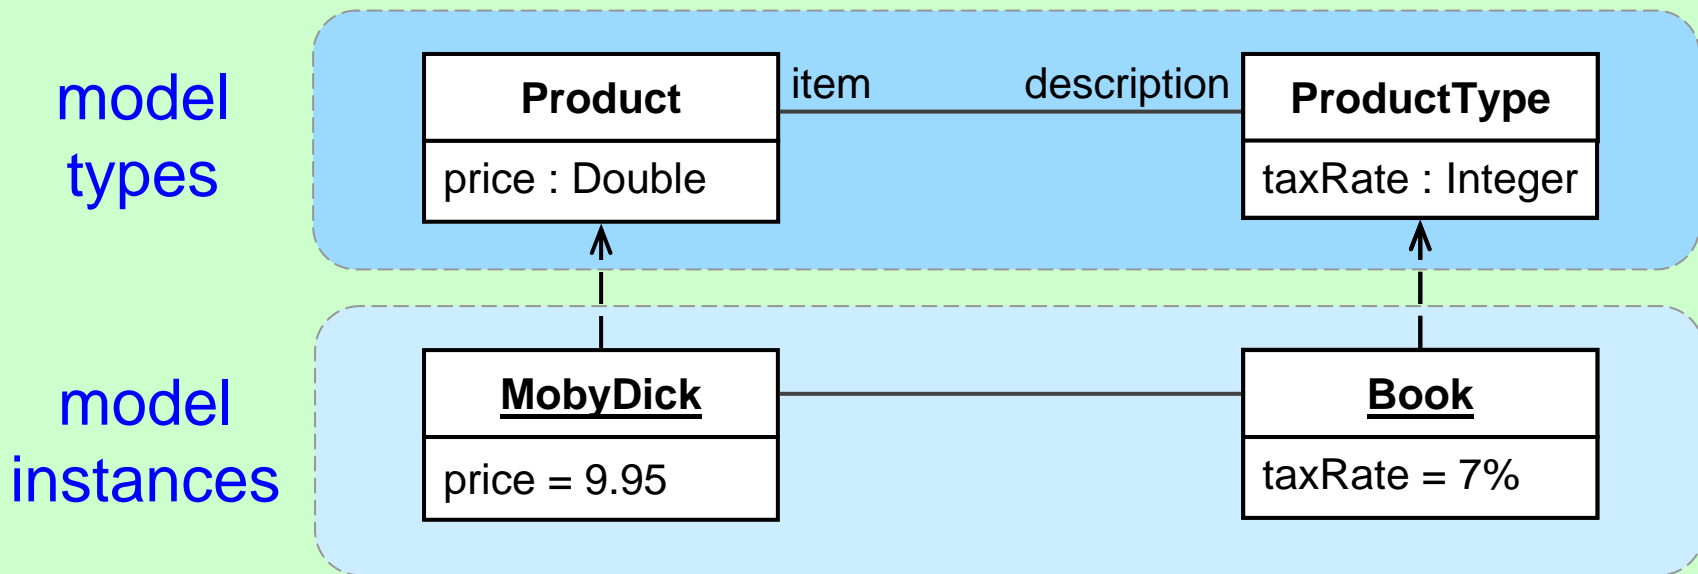 model
types
Product
item
description
ProductType
price : Double
taxRate : Integer
model
instances
MobyDick
Book
price = 9.95
taxRate = 7%